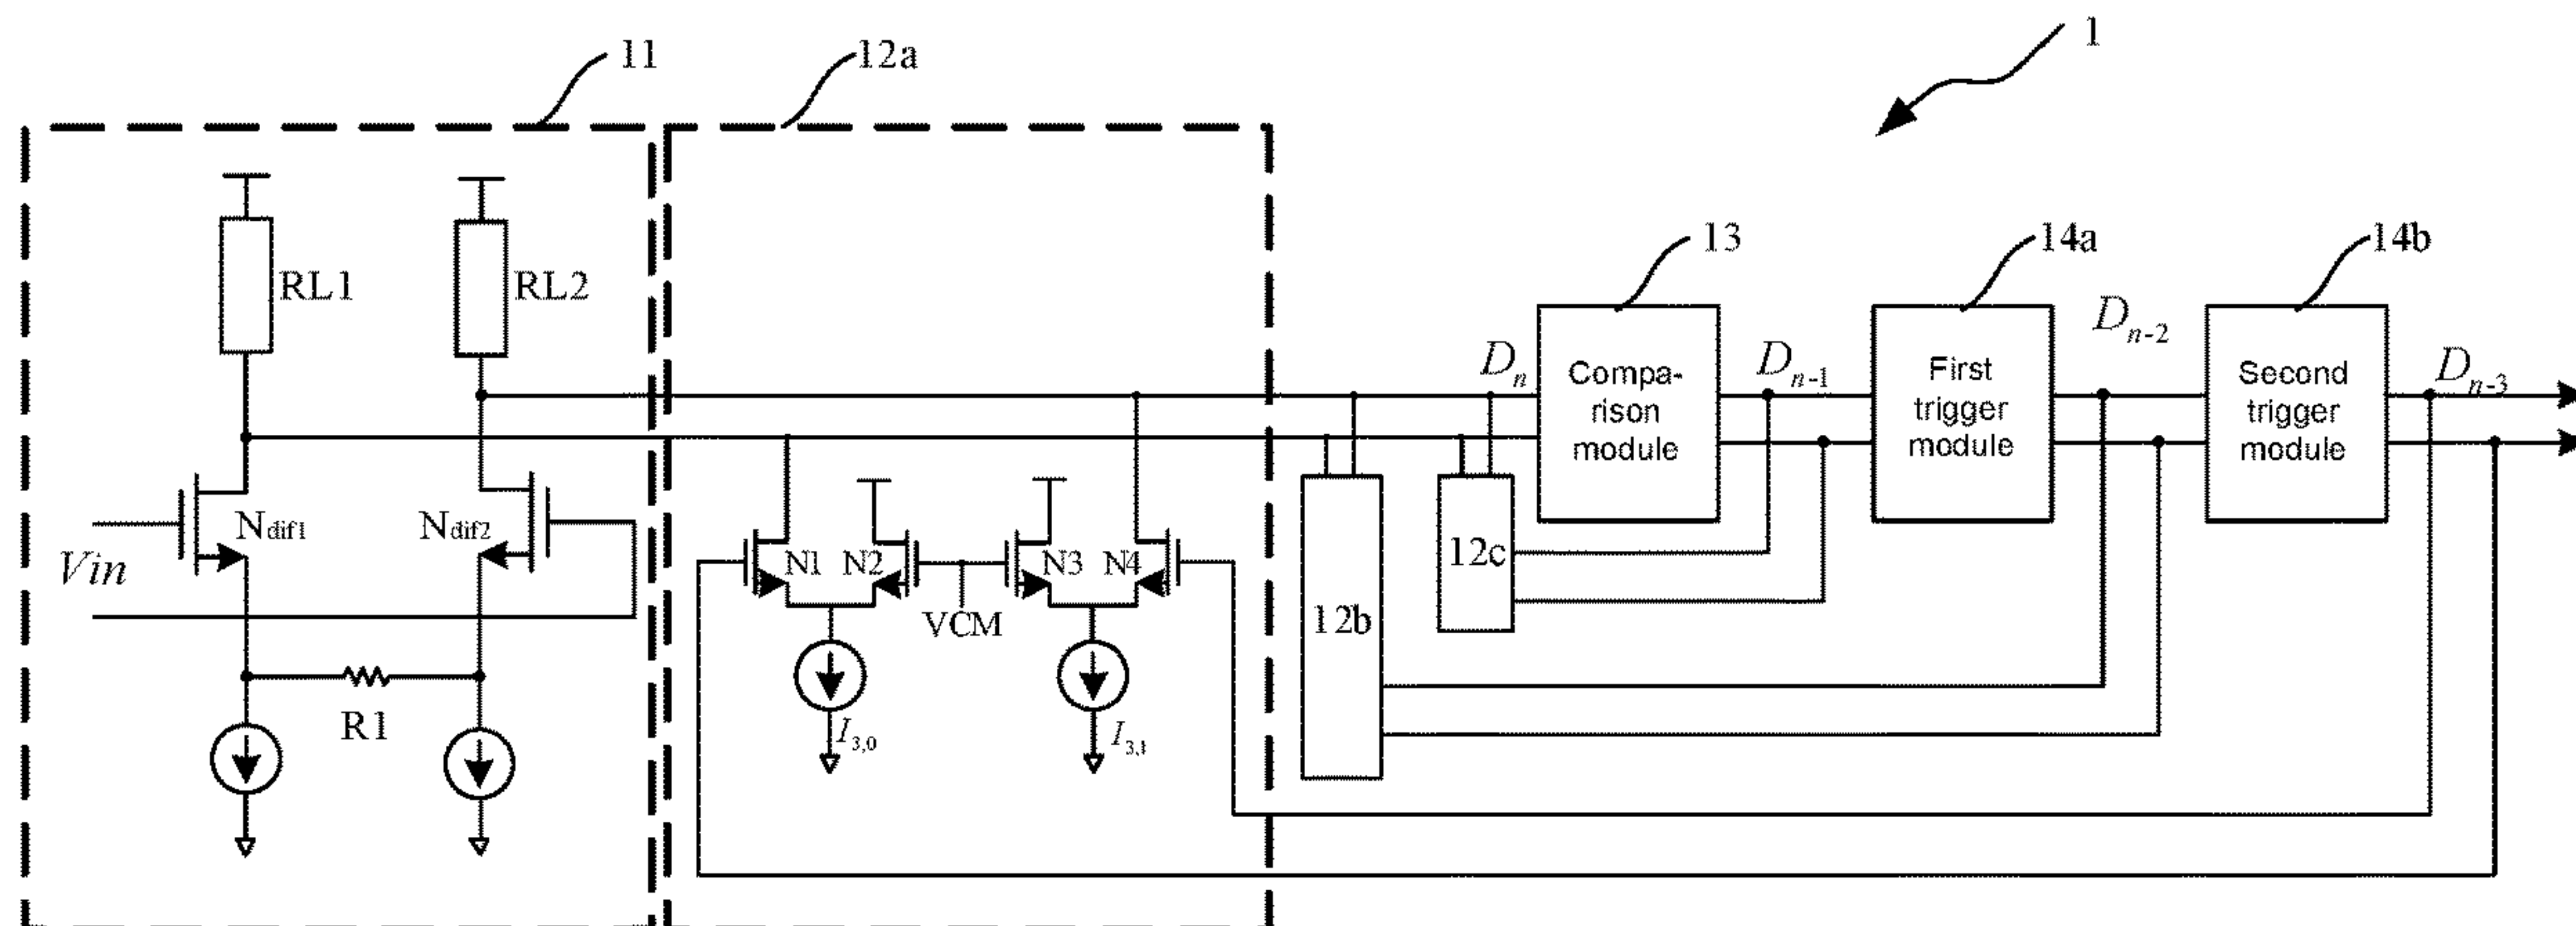 1
11
12a
13
14a
14b
RL1
RL2
Dn
Dn-1
Dn-2
Dn-3
Compa-
rison
module
First
trigger
module
Second
trigger
module
Ndif1
Ndif2
Vin
N1
N2
N3
N4
VCM
12c
12b
R1
I3,0
I3,1